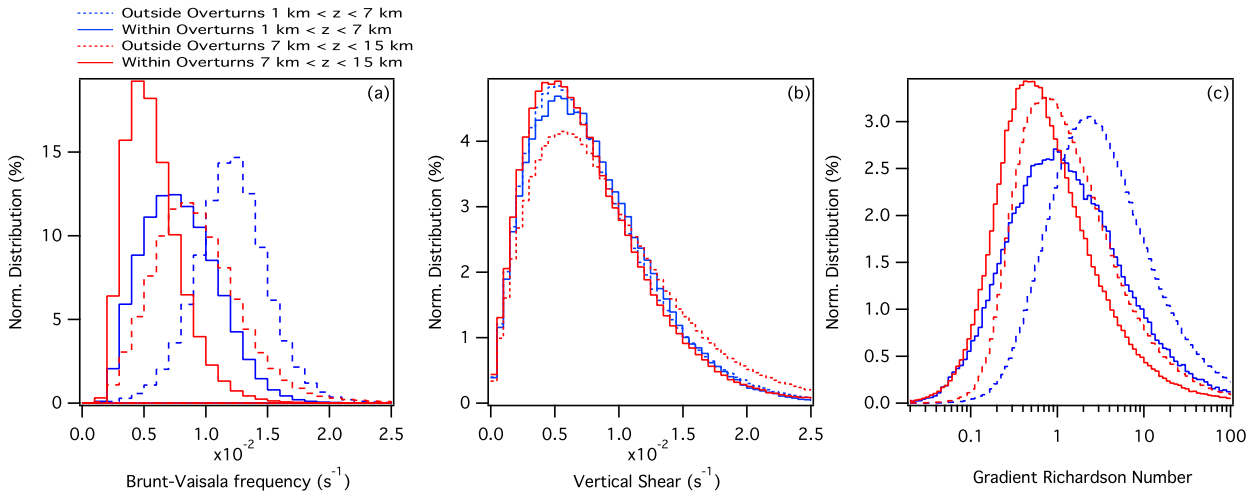 Outside Overturns 1 km < z < 7 km
Within Overturns 1 km < z < 7 km
Outside Overturns 7 km < z < 15 km
Within Overturns 7 km < z < 15 km
(a)
Norm. Distribution (%)
15
10
5
0
0.0 0.5 1.0 1.5 2.0 2.5
x10⁻²
Brunt-Vaisala frequency (s⁻¹)
(b)
Norm. Distribution (%)
4
3
2
1
0
0.0 0.5 1.0 1.5 2.0 2.5
x10⁻²
Vertical Shear (s⁻¹)
(c)
Norm. Distribution (%)
3.0
2.5
2.0
1.5
1.0
0.5
0.0
0.1 1 10 100
Gradient Richardson Number